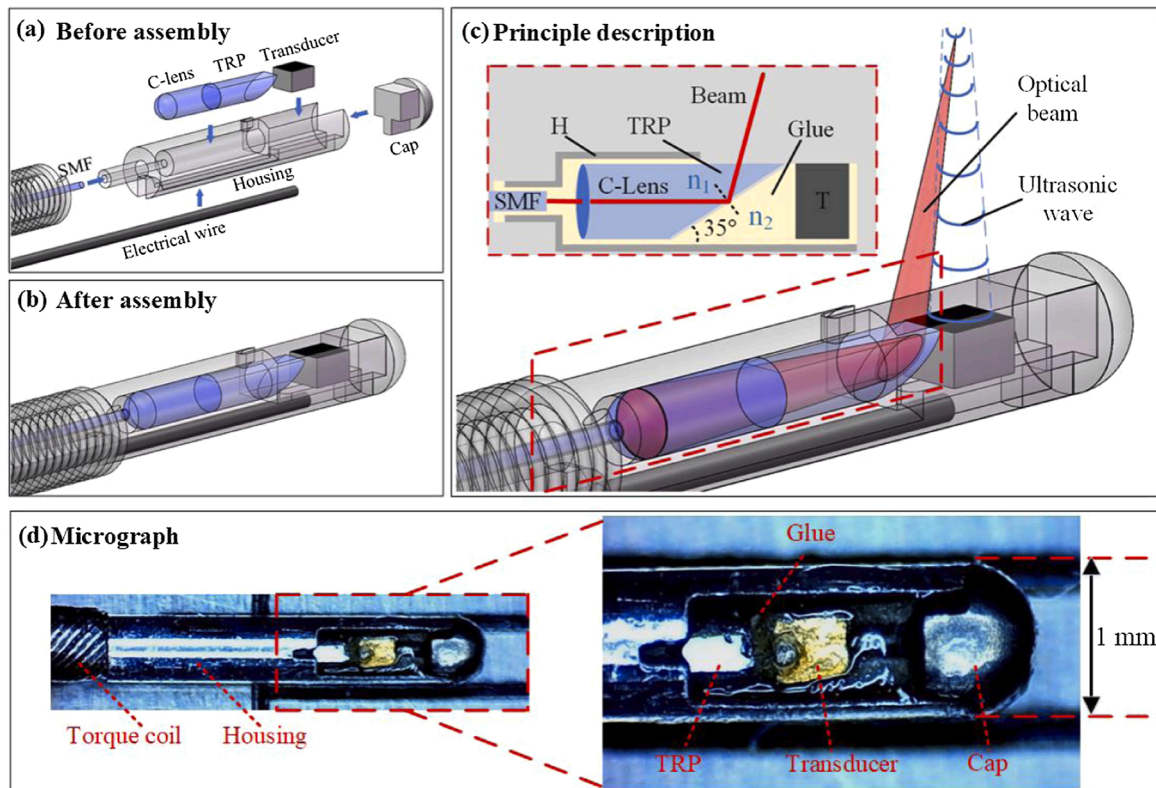 (a) Before assembly
C-lens
TRP
Transducer
SMF
Housing
Cap
Electrical wire
(b) After assembly
(c) Principle description
Beam
H
TRP
Glue
n1
C-Lens
SMF
T
35°
n2
Optical
beam
Ultrasonic
wave
(d) Micrograph
Torque coil
Housing
Glue
1 mm
TRP
Transducer
Cap